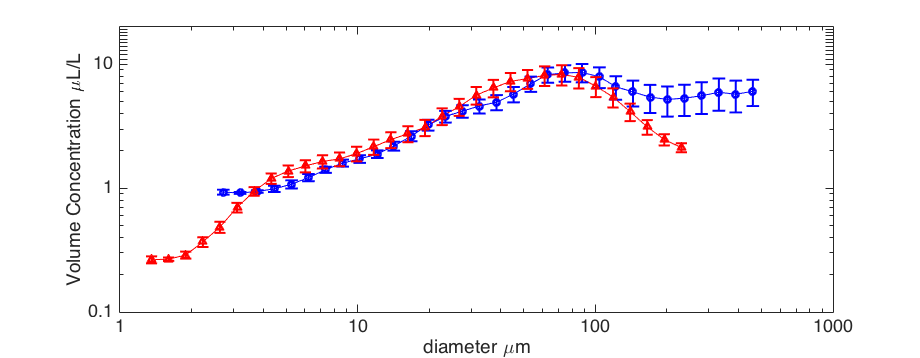 Volume Concentration μL/L
10
1
0.1
1 10 100 1000
diameter μm